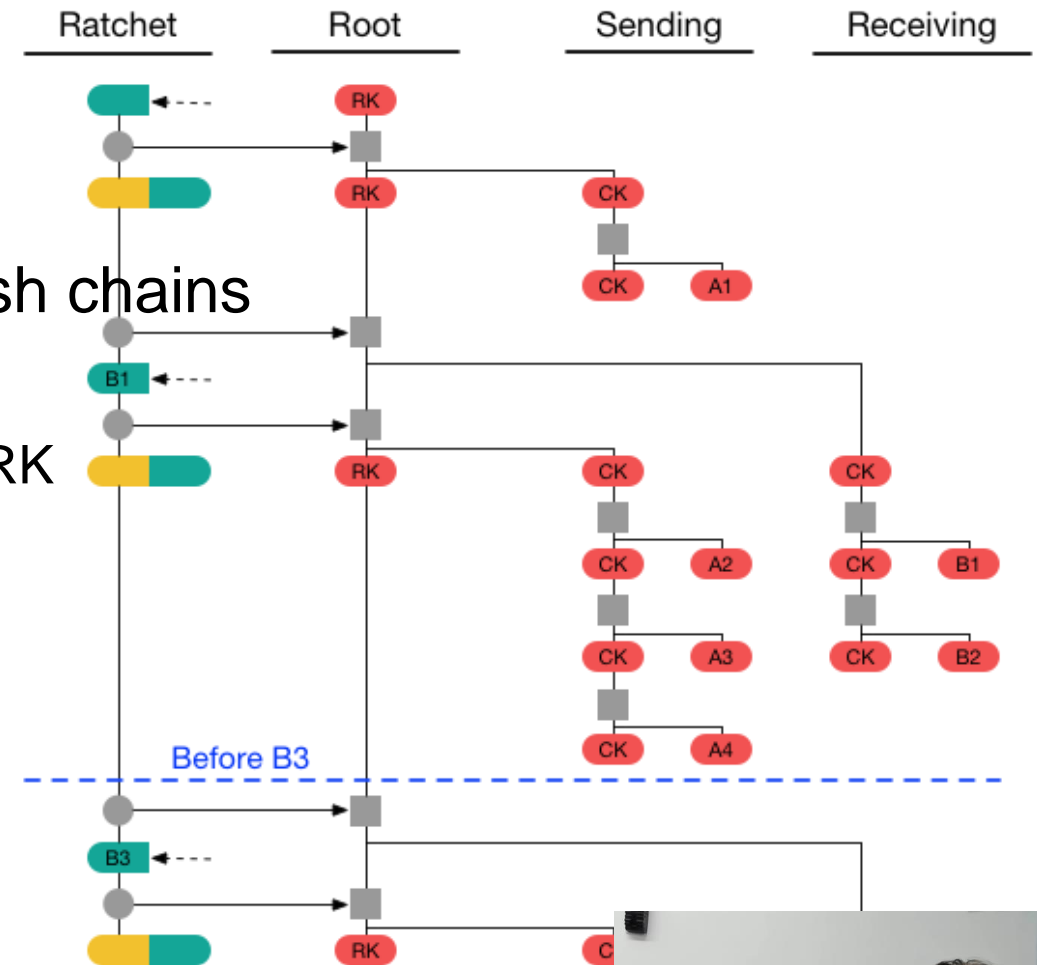 Ratchet Root Sending Receiving
RK
RK CK
CK A1
sh chains
B1
RK RK CK CK
CK A2 CK B1
CK A3 CK B2
CK A4
Before B3
B3
RK C